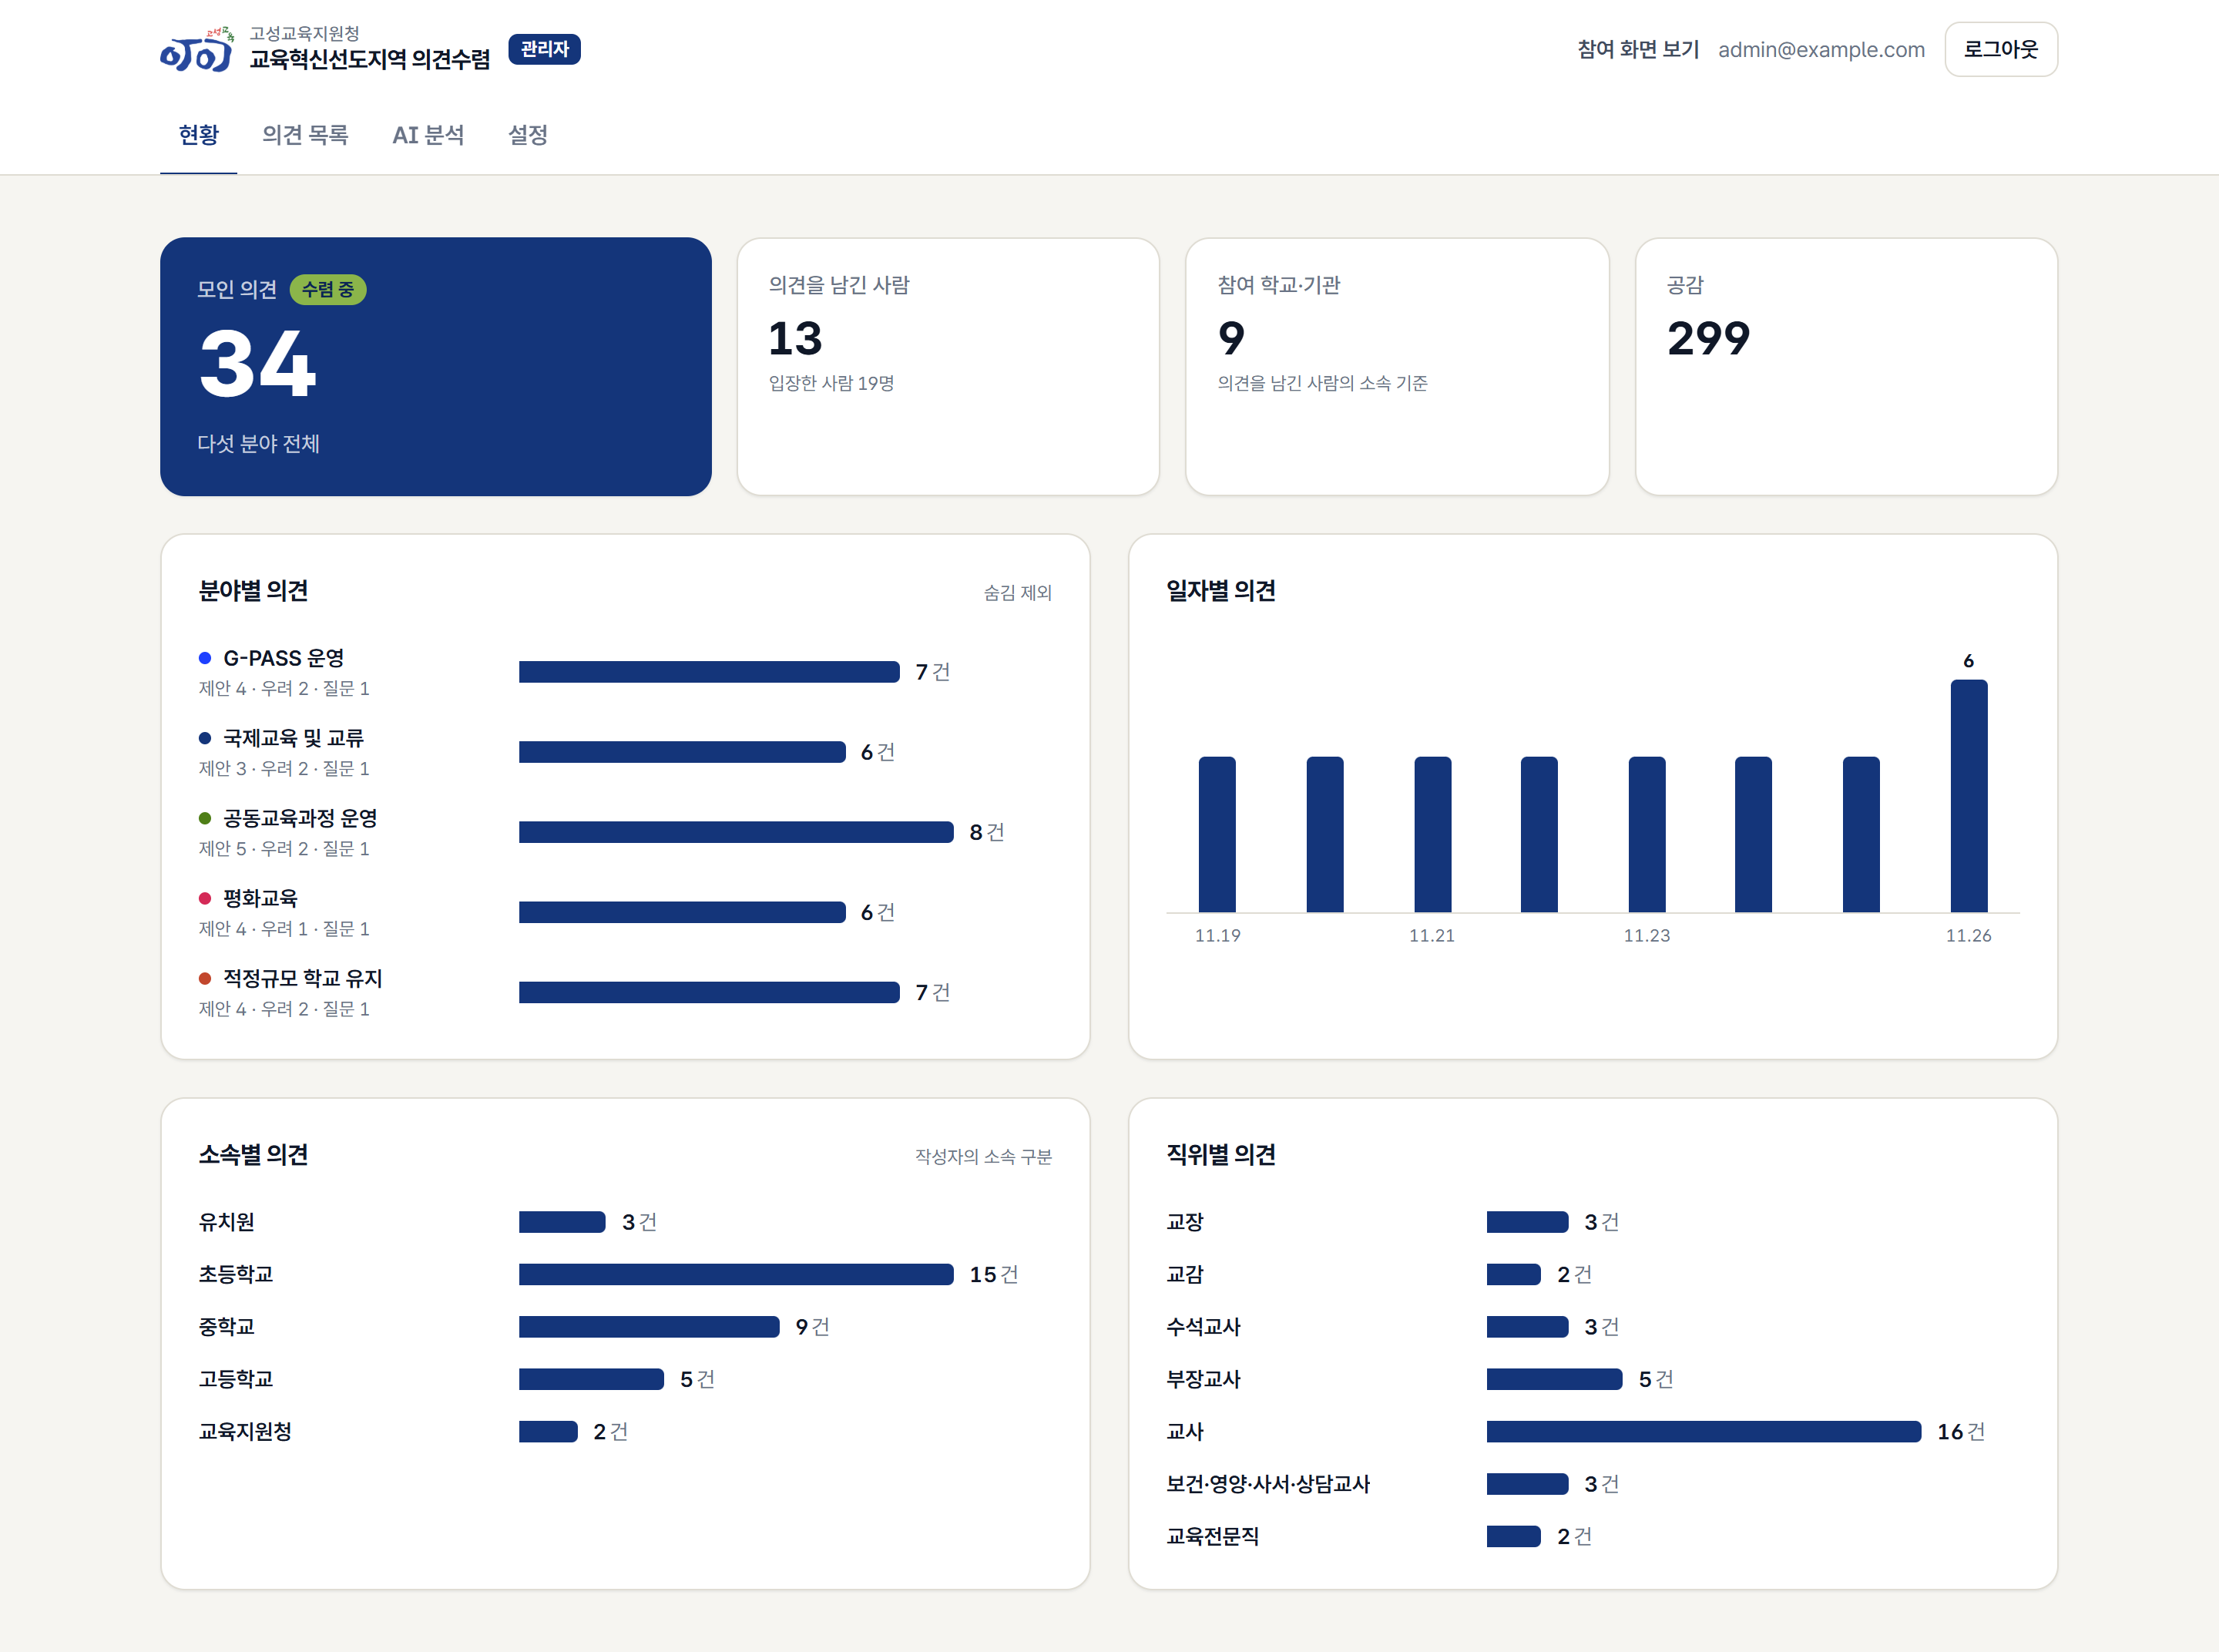 고성교육
고성교육지원청
교육혁신선도지역 의견수렴
관리자
참여 화면 보기
admin@example.com
로그아웃
현황
의견 목록
AI 분석
설정
모인 의견
수렴 중
34
다섯 분야 전체
의견을 남긴 사람
13
입장한 사람 19명
참여 학교·기관
9
의견을 남긴 사람의 소속 기준
공감
299
분야별 의견
숨김 제외
G-PASS 운영
제안 4 · 우려 2 · 질문 1
7건
국제교육 및 교류
제안 3 · 우려 2 · 질문 1
6건
공동교육과정 운영
제안 5 · 우려 2 · 질문 1
8건
평화교육
제안 4 · 우려 1 · 질문 1
6건
적정규모 학교 유지
제안 4 · 우려 2 · 질문 1
7건
일자별 의견
6
11.19
11.21
11.23
11.26
소속별 의견
작성자의 소속 구분
유치원
3건
초등학교
15건
중학교
9건
고등학교
5건
교육지원청
2건
직위별 의견
교장
3건
교감
2건
수석교사
3건
부장교사
5건
교사
16건
보건·영양·사서·상담교사
3건
교육전문직
2건